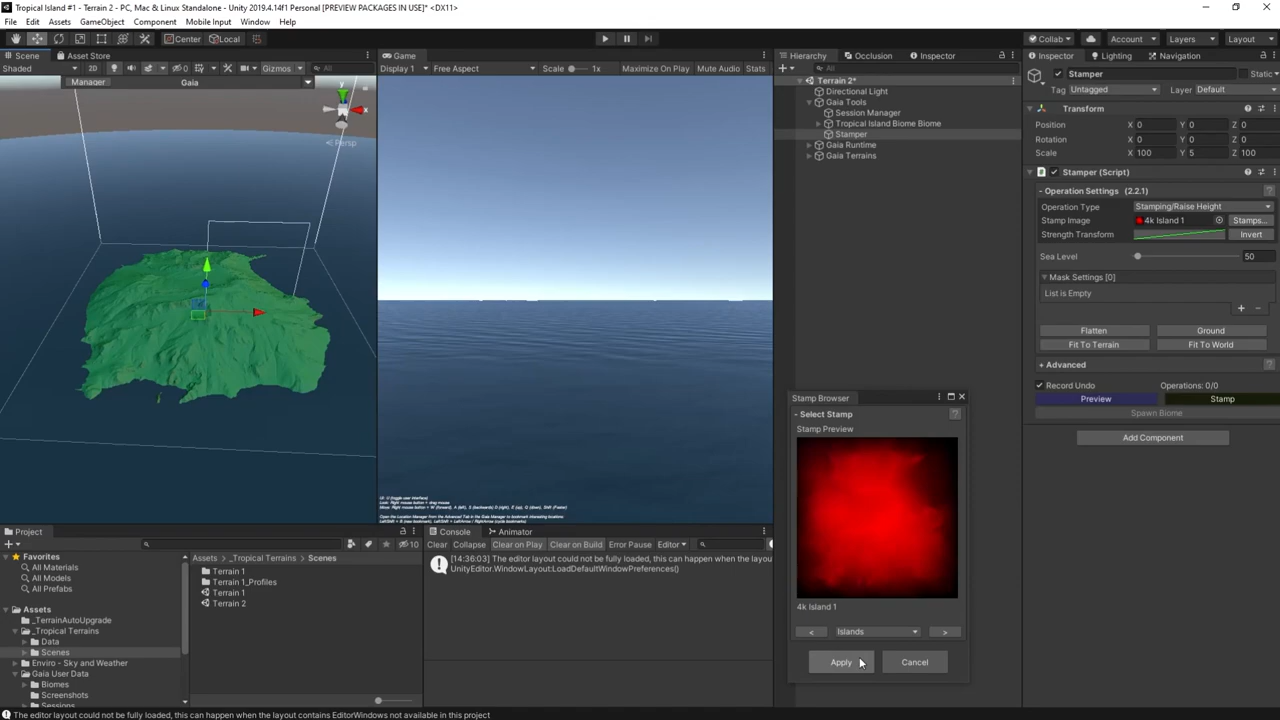 Tropical Island #1 - Terrain 2 - PC, Mac & Linux Standalone - Unity 2019.4.14f1 Personal [PREVIEW PACKAGES IN USE]* <DX11>
File Edit Assets GameObject Component Mobile Input Window Help
Center Local
Collab Account Layers Layout
Scene Asset Store
Shaded 2D 0 Gizmos All
Manager Gaia
y
x
Persp
Game
Display 1 Free Aspect Scale 1x Maximize On Play Mute Audio Stats
Hierarchy Occlusion Inspector
All
Terrain 2*
Directional Light
Gaia Tools
Session Manager
Tropical Island Biome Biome
Stamper
Gaia Runtime
Gaia Terrains
Inspector Lighting Navigation
Stamper Static
Tag Untagged Layer Default
Transform
Position X 0 Y 0 Z 0
Rotation X 0 Y 0 Z 0
Scale X 100 Y 5 Z 100
Stamper (Script)
- Operation Settings (2.2.1)
Operation Type Stamping/Raise Height
Stamp Image 4k Island 1 Stamps...
Strength Transform Invert
Sea Level 50
Mask Settings [0]
List is Empty
+ -
Flatten Ground
Fit To Terrain Fit To World
+ Advanced
Record Undo Operations: 0/0
Preview Stamp
Spawn Biome
Add Component
Stamp Browser
- Select Stamp
Stamp Preview
4k Island 1
< Islands >
Apply Cancel
Project
10
Favorites
All Materials
All Models
All Prefabs
Assets
_TerrainAutoUpgrade
_Tropical Terrains
Data
Scenes
Enviro - Sky and Weather
Gaia User Data
Biomes
Screenshots
Sessions
Assets > _Tropical Terrains > Scenes
Terrain 1
Terrain 1_Profiles
Terrain 1
Terrain 2
Console Animator
Clear Collapse Clear on Play Clear on Build Error Pause Editor
[14:36:03] The editor layout could not be fully loaded, this can happen when the layou
UnityEditor.WindowLayout:LoadDefaultWindowPreferences()
The editor layout could not be fully loaded, this can happen when the layout contains EditorWindows not available in this project